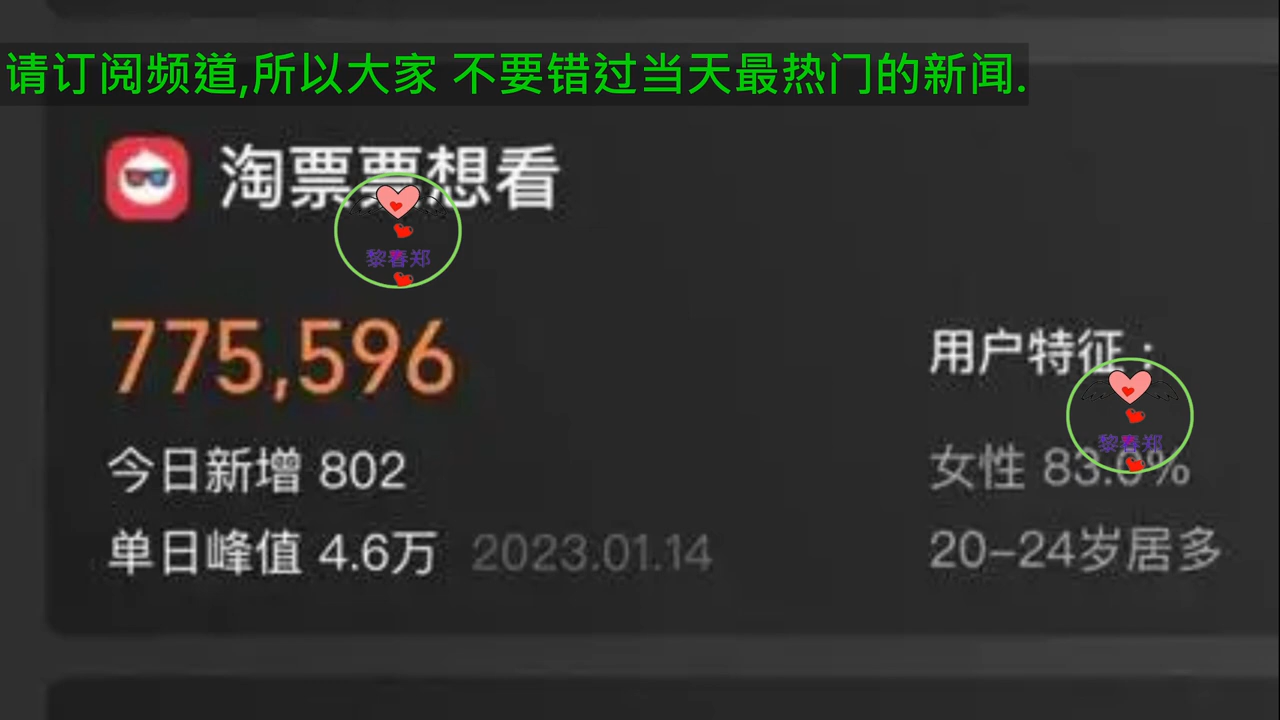 请订阅频道,所以大家 不要错过当天最热门的新闻.
淘票票想看
黎春郑
775,596
用户特征：
黎春郑
今日新增 802
女性 83.6%
单日峰值 4.6万 2023.01.14
20-24岁居多